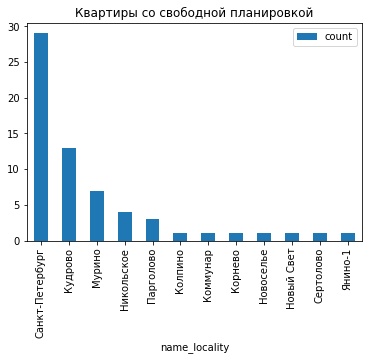 Квартиры со свободной планировкой
count
30
25
20
15
10
5
0
Санкт-Петербург
Кудрово
Мурино
Никольское
Парголово
Колпино
Коммунар
Корнево
Новоселье
Новый Свет
Сертолово
Янино-1
name_locality